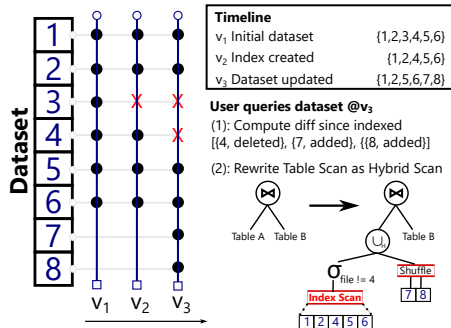 Dataset
1
2
3
4
5
6
7
8
X X
X
v1 v2 v3
Timeline
v1 Initial dataset {1,2,3,4,5,6}
v2 Index created {1,2,4,5,6}
v3 Dataset updated {1,2,5,6,7,8}
User queries dataset @v3
(1): Compute diff since indexed
[{4, deleted}, {7, added}, {{8, added}]
(2): Rewrite Table Scan as Hybrid Scan
Table A Table B
∪H Table B
σ file != 4
Shuffle
7 8
Index Scan
1 2 4 5 6